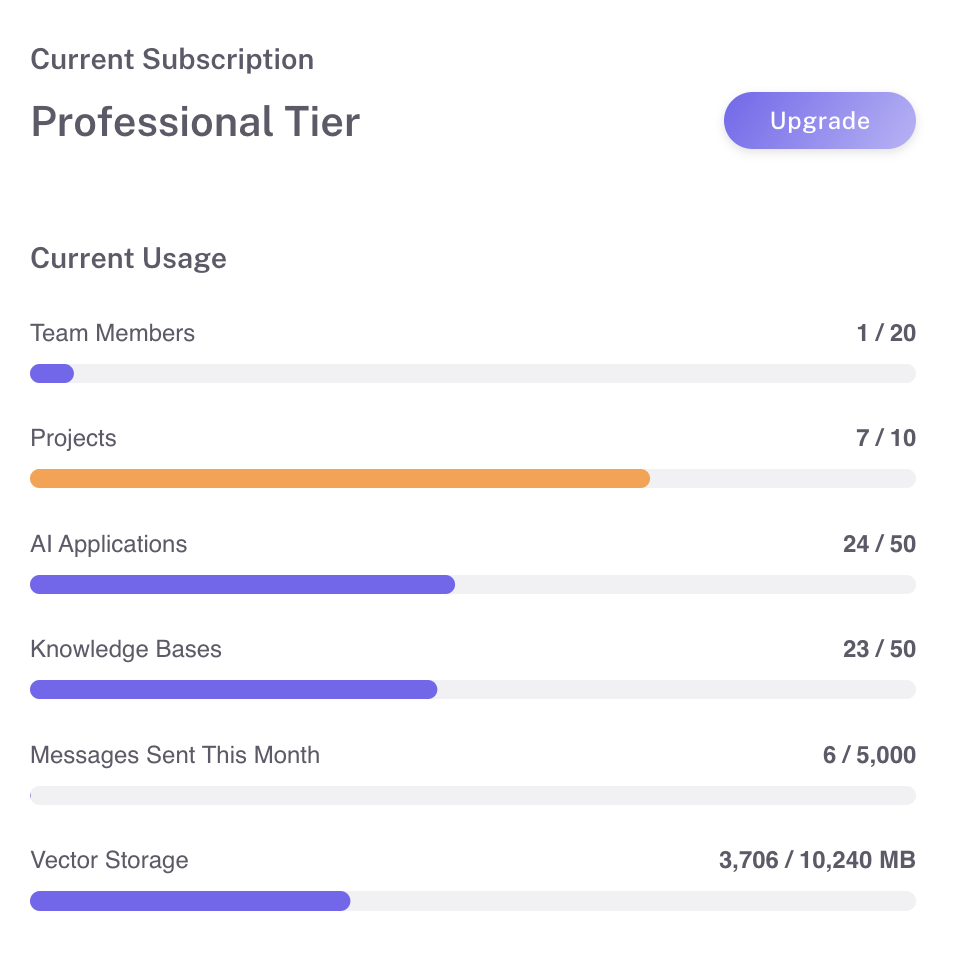 Current Subscription
Professional Tier
Upgrade
Current Usage
Team Members 1 / 20
Projects 7 / 10
AI Applications 24 / 50
Knowledge Bases 23 / 50
Messages Sent This Month 6 / 5,000
Vector Storage 3,706 / 10,240 MB